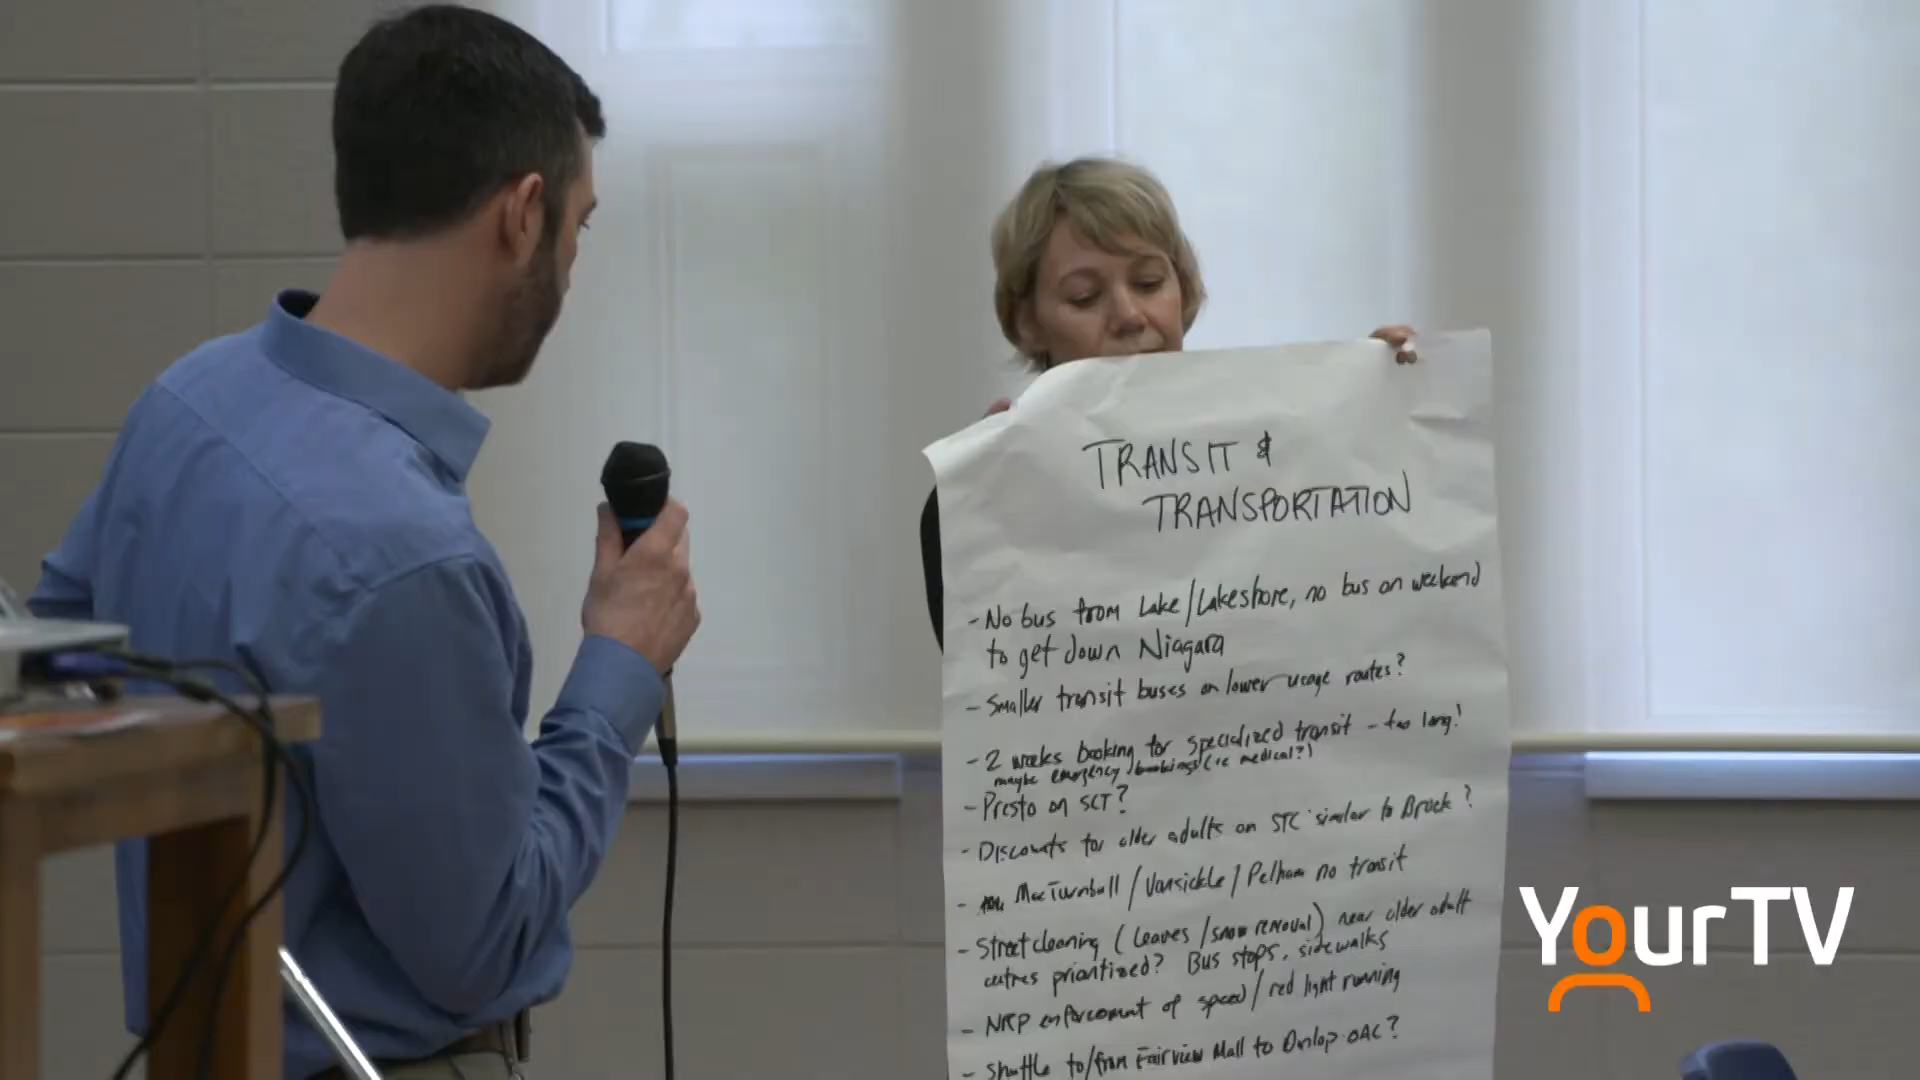 TRANSIT &
TRANSPORTATION
- No bus from Lake/Lakeshore, no bus on weekend
to get down Niagara
- Smaller transit buses on lower usage routes?
- 2 weeks booking for specialized transit - too long!
maybe emergency bookings (ie medical?)
- Presto on SCT?
- Discounts for older adults on STC similar to Brock?
- MacTurnbull / Vansickle / Pelham no transit
- Street cleaning (leaves / snow removal) near older adult
centres prioritized? Bus stops, sidewalks
- NRP enforcement of speed / red light running
- Shuttle to/from Fairview Mall to Dunlop OAC?
YourTV